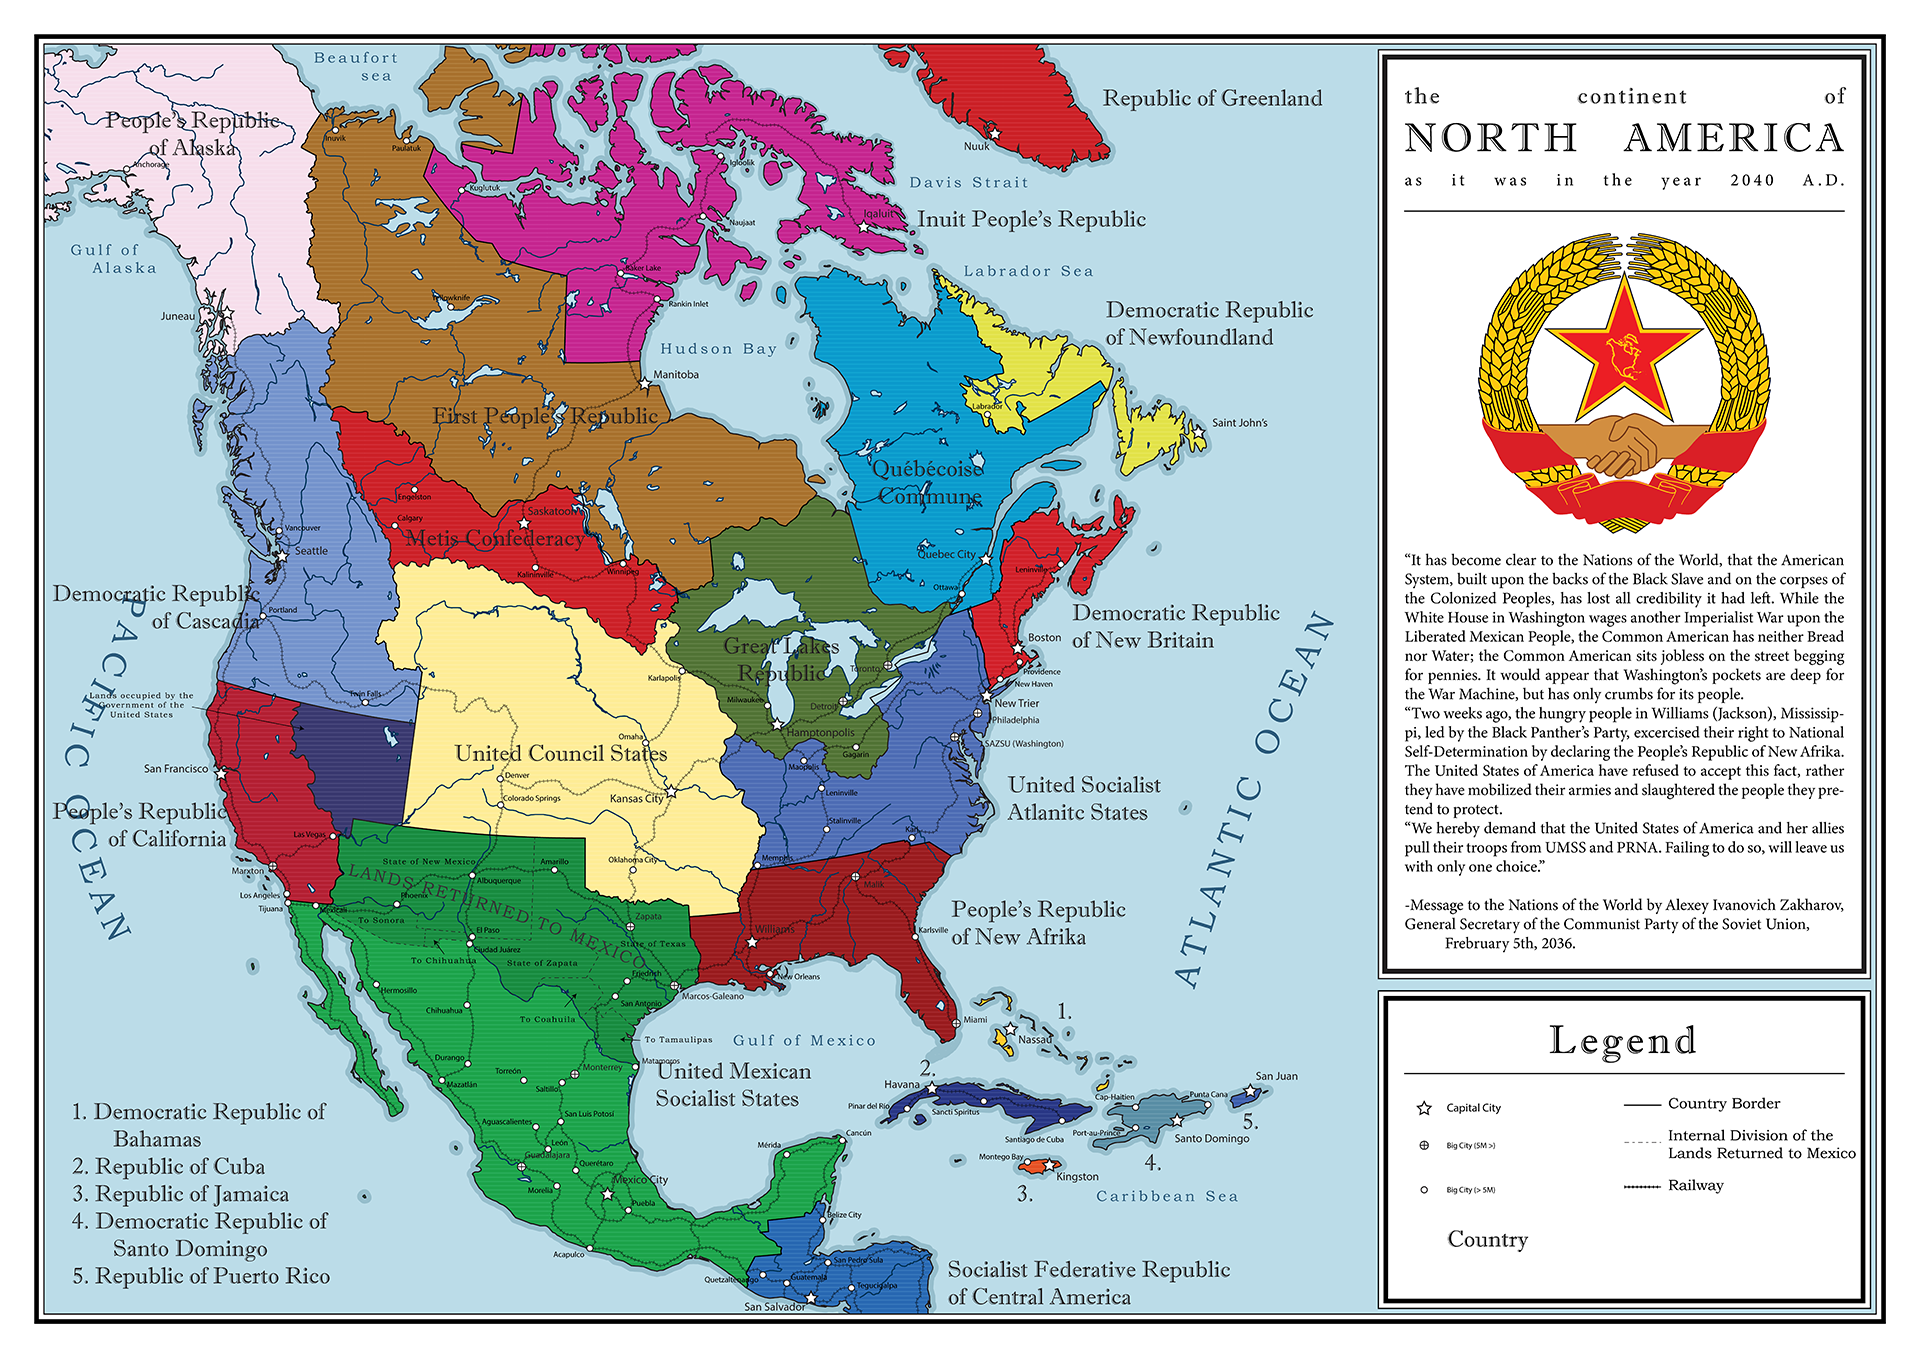 the continent of
NORTH AMERICA
as it was in the year 2040 A.D.
“It has become clear to the Nations of the World, that the American
System, built upon the backs of the Black Slave and on the corpses of
the Colonized Peoples, has lost all credibility it had left. While the
White House in Washington wages another Imperialist War upon the
Liberated Mexican People, the Common American has neither Bread
nor Water; the Common American sits jobless on the street begging
for pennies. It would appear that Washington's pockets are deep for
the War Machine, but has only crumbs for its people.
“Two weeks ago, the hungry people in Williams (Jackson), Mississip-
pi, led by the Black Panther's Party, excercised their right to National
Self-Determination by declaring the People's Republic of New Afrika.
The United States of America have refused to accept this fact, rather
they have mobilized their armies and slaughtered the people they pre-
tend to protect.
“We hereby demand that the United States of America and her allies
pull their troops from UMSS and PRNA. Failing to do so, will leave us
with only one choice.”
-Message to the Nations of the World by Alexey Ivanovich Zakharov,
General Secretary of the Communist Party of the Soviet Union,
Frebruary 5th, 2036.
Legend
Capital City
Big City (5M >)
Big City (> 5M)
Country
Country Border
Internal Division of the
Lands Returned to Mexico
Railway
Beaufort
sea
People's Republic
of Alaska
Anchorage
Inuvik
Paulatuk
Kuglutuk
Igloolik
Naujaat
Iqaluit
Baker Lake
Rankin Inlet
Republic of Greenland
Nuuk
Davis Strait
Inuit People's Republic
Labrador Sea
Gulf of
Alaska
Juneau
Yellowknife
Hudson Bay
Manitoba
First People's Republic
Democratic Republic
of Newfoundland
Labrador
Saint John's
Québécoise
Commune
Quebec City
Ottawa
Engelston
Calgary
Saskatoon
Metis Confederacy
Kalininville
Winnipeg
Vancouver
Seattle
Democratic Republic
of Cascadia
Portland
Twin Falls
PACIFIC OCEAN
Lands occupied by the
Government of the
United States
San Francisco
People's Republic
of California
Las Vegas
Marxton
Los Angeles
Tijuana
Mexicali
Great Lakes
Republic
Toronto
Karlapolis
Milwaukee
Detroit
Hamptonpolis
Gagarin
Leninville
Boston
Providence
New Haven
Democratic Republic
of New Britain
New Trier
Philadelphia
SAZSU (Washington)
United Socialist
Atlanitc States
ATLANTIC OCEAN
Maopolis
Leninville
Stalinville
Karl
Memphis
United Council States
Omaha
Denver
Colorado Springs
Kansas City
Oklahoma City
State of New Mexico
Amarillo
Albuquerque
Phoenix
LANDS RETURNED TO MEXICO
To Sonora
El Paso
Ciudad Juárez
To Chihuahua
State of Zapata
Zapata
State of Texas
Friedrich
San Antonio
To Coahuila
To Tamaulipas
Marcos-Galeano
Malik
Williams
New Orleans
Karlsville
Miami
People's Republic
of New Afrika
Gulf of Mexico
Hermosillo
Chihuahua
Durango
Mazatlán
Torreón
Saltillo
Monterrey
Matamoros
United Mexican
Socialist States
San Luis Potosí
Aguascalientes
León
Guadalajara
Querétaro
Morelia
Mexico City
Puebla
Acapulco
Mérida
Cancún
Belize City
San Pedro Sula
Quetzaltenango
Guatemala
Tegucigalpa
San Salvador
Socialist Federative Republic
of Central America
1.
Nassau
2.
Havana
Pinar del Río
Sancti Spiritus
Santiago de Cuba
Montego Bay
Kingston
3.
Cap-Haitien
Port-au-Prince
Punta Cana
Santo Domingo
4.
San Juan
5.
Caribbean Sea
1. Democratic Republic of
Bahamas
2. Republic of Cuba
3. Republic of Jamaica
4. Democratic Republic of
Santo Domingo
5. Republic of Puerto Rico